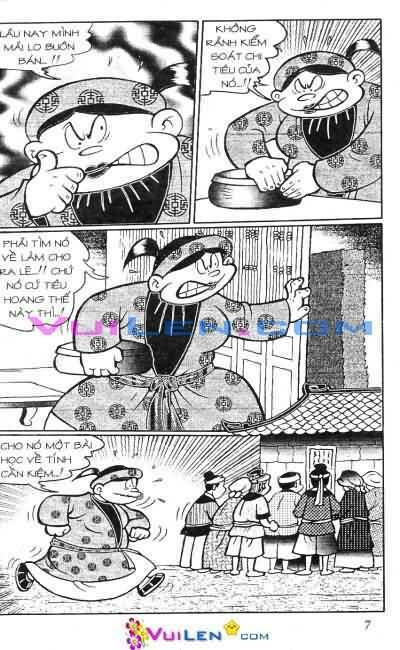 LÂU NAY MÌNH
MÃI LO BUÔN
BÁN...!!
KHÔNG
RẢNH KIỂM
SOÁT CHI
TIÊU CỦA
NÓ...!!
PHẢI TÌM NÓ
VỀ LÀM CHO
RA LẼ...!! CHỨ
NÓ CỨ TIÊU
HOANG THẾ
NÀY THÌ..!
VUILEN.COM
CHO NÓ MỘT BÀI
HỌC VỀ TÍNH
CẦN KIỆM..!
7
VUILEN.COM